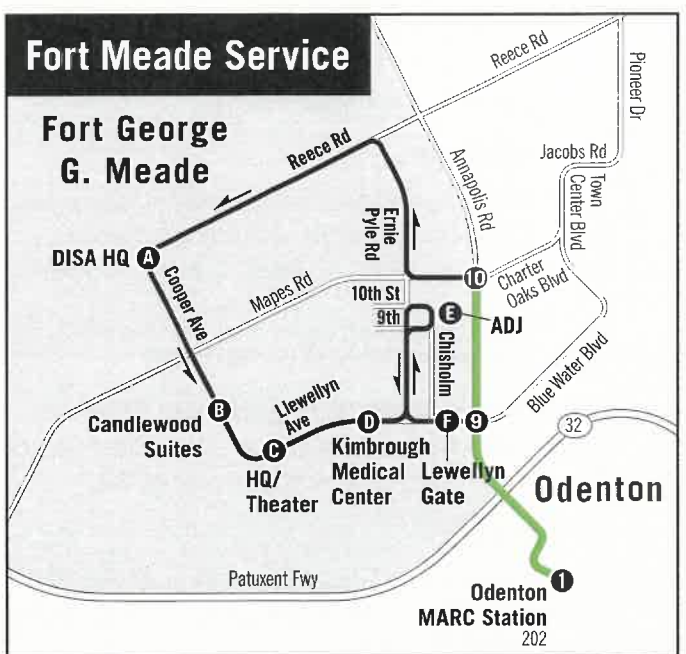 Fort Meade Service
Fort George
G. Meade
Reece Rd
Pioneer Dr
Reece Rd
Annapolis Rd
Jacobs Rd
Town
Center Blvd
Ernie
Pyle Rd
DISA HQ A
Cooper Ave
Mapes Rd
10th St
10
Charter
Oaks Blvd
9th
E
ADJ
Chisholm
Blue Water Blvd
B
Candlewood
Suites
Llewellyn
Ave
C
HQ/
Theater
D
Kimbrough
Medical
Center
F
Lewellyn
Gate
9
32
Odenton
Patuxent Fwy
1
Odenton
MARC Station
202